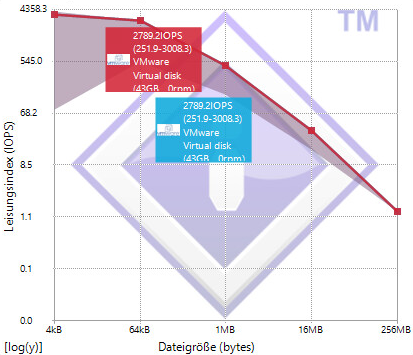 4358.3
TM
2789.2IOPS
(251.9-3008.3)
VMware
Virtual disk
(43GB, 0rpm)
545.0
2789.2IOPS
(251.9-3008.3)
VMware
Virtual disk
(43GB, 0rpm)
68.2
8.5
1.1
0.1
0.0
Leisungsindex (IOPS)
4kB 64kB 1MB 16MB 256MB
[log(y)] Dateigröße (bytes)